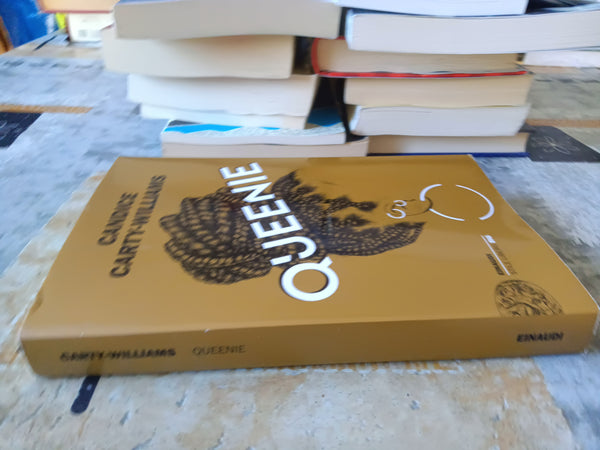 CANDICE
CARTY-WILLIAMS
QUEENIE
CARTY-WILLIAMS QUEENIE EINAUDI